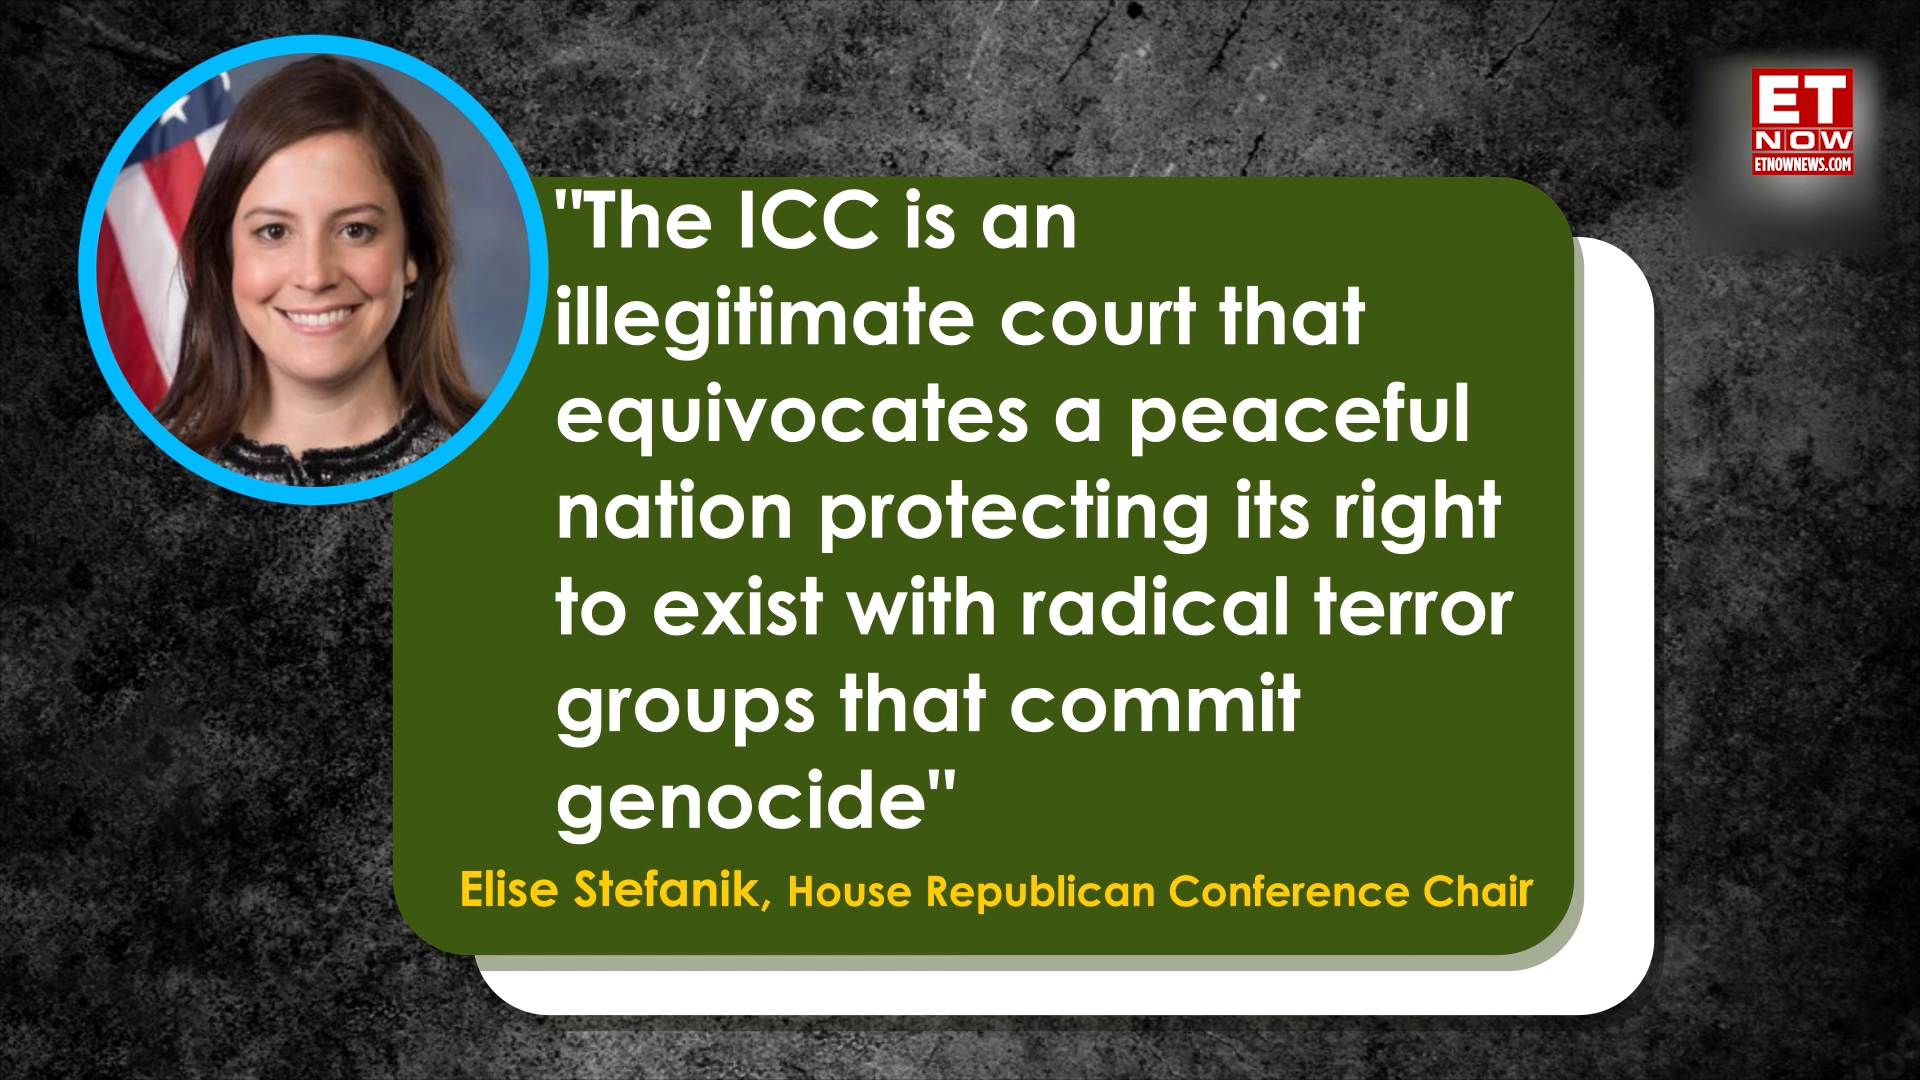 ET
NOW
ETNOWNEWS.COM
"The ICC is an
illegitimate court that
equivocates a peaceful
nation protecting its right
to exist with radical terror
groups that commit
genocide"
Elise Stefanik, House Republican Conference Chair